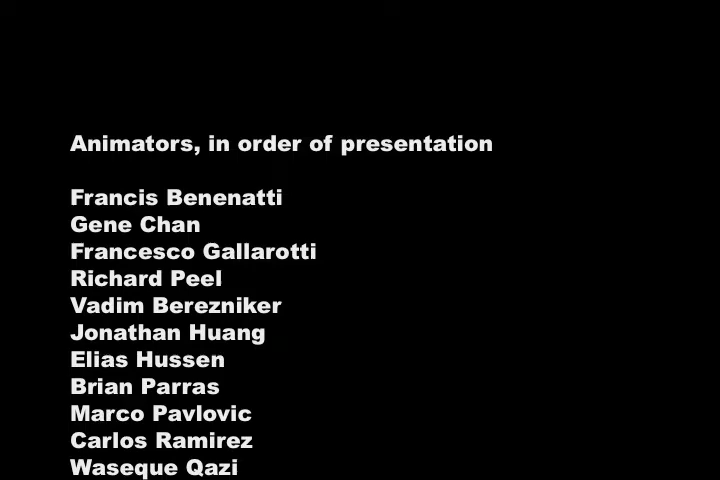 Animators, in order of presentation
Francis Benenatti
Gene Chan
Francesco Gallarotti
Richard Peel
Vadim Berezniker
Jonathan Huang
Elias Hussen
Brian Parras
Marco Pavlovic
Carlos Ramirez
Waseque Qazi